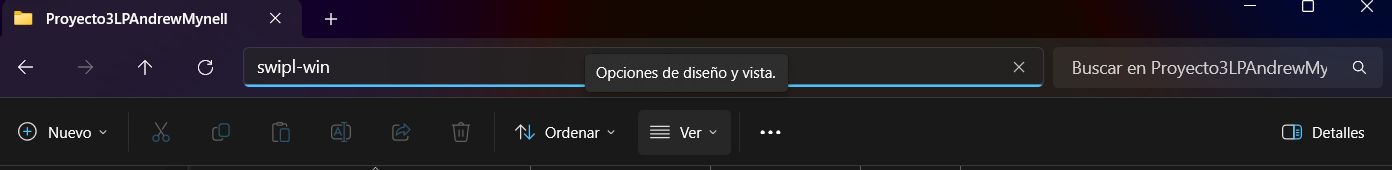 Proyecto3LPAndrewMynell
swipl-win
Opciones de diseño y vista.
Buscar en Proyecto3LPAndrewMy
Nuevo
Ordenar
Ver
Detalles